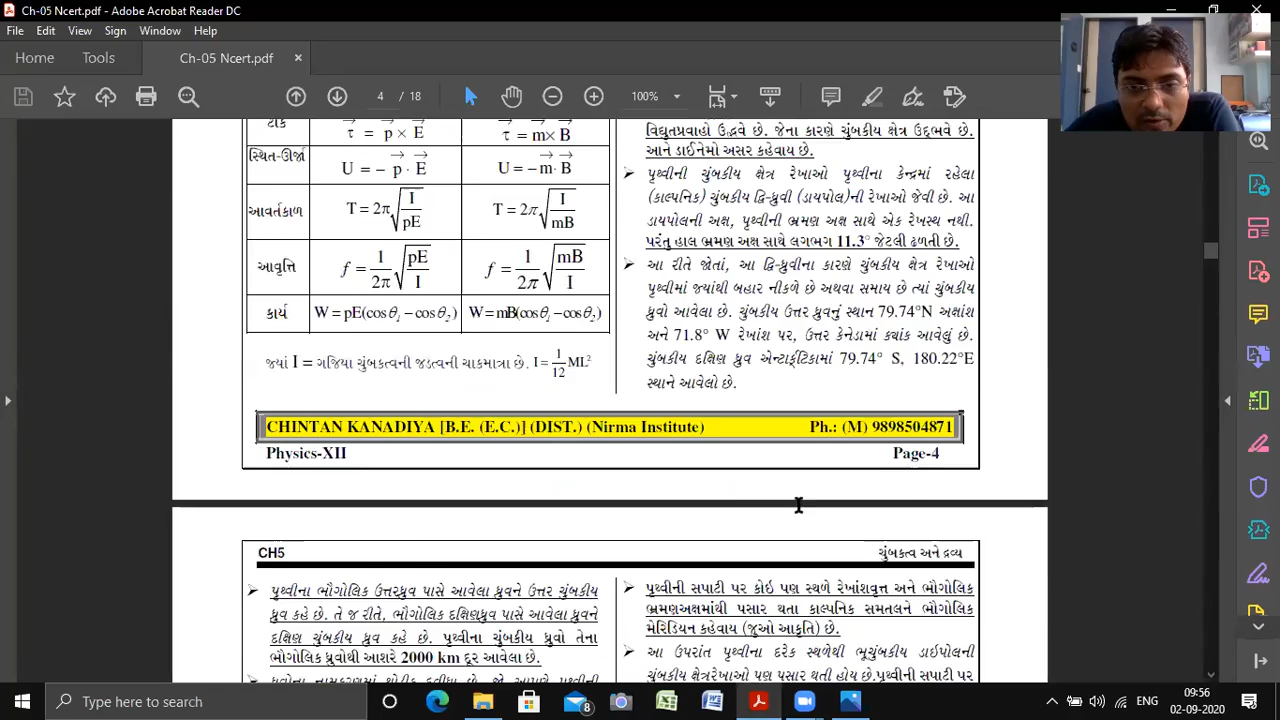 Ch-05 Ncert.pdf - Adobe Acrobat Reader DC
File Edit View Sign Window Help
Home Tools Ch-05 Ncert.pdf ×
4 / 18 100%
ટોર્ક τ = p × E τ = m× B
સ્થિત-ઊર્જા U = – p · E U = –m· B
આવર્તકાળ T = 2π√(I/pE) T = 2π√(I/mB)
આવૃત્તિ f = 1/2π √(pE/I) f = 1/2π √(mB/I)
કાર્ય W = pE(cosθ₁ – cosθ₂) W = mB(cosθ₁ – cosθ₂)
જ્યાં I = ગજિયા ચુંબકત્વની જડત્વની ચાકમાત્રા છે. I = 1/12 ML²
વિદ્યુતપ્રવાહો ઉદ્ભવે છે. જેના કારણે ચુંબકીય ક્ષેત્ર ઉદ્ભવે છે.
આને ડાઈનેમો અસર કહેવાય છે.
➢ પૃથ્વીની ચુંબકીય ક્ષેત્ર રેખાઓ પૃથ્વીના કેન્દ્રમાં રહેલા
(કાલ્પનિક) ચુંબકીય દ્વિ-ધ્રુવી (ડાયપોલ)ની રેખાઓ જેવી છે. આ
ડાયપોલની અક્ષ, પૃથ્વીની ભ્રમણ અક્ષ સાથે એક રેખસ્થ નથી.
પરંતુ હાલ ભ્રમણ અક્ષ સાથે લગભગ 11.3° જેટલી ઢળતી છે.
➢ આ રીતે જોતાં, આ દ્વિ-ધ્રુવીના કારણે ચુંબકીય ક્ષેત્ર રેખાઓ
પૃથ્વીમાં જ્યાંથી બહાર નીકળે છે અથવા સમાય છે ત્યાં ચુંબકીય
ધ્રુવો આવેલા છે. ચુંબકીય ઉત્તર ધ્રુવનું સ્થાન 79.74°N અક્ષાંશ
અને 71.8° W રેખાંશ પર, ઉત્તર કેનેડામાં ક્યાંક આવેલું છે.
ચુંબકીય દક્ષિણ ધ્રુવ એન્ટાર્ક્ટિકામાં 79.74° S, 180.22°E
સ્થાને આવેલો છે.
CHINTAN KANADIYA [B.E. (E.C.)] (DIST.) (Nirma Institute) Ph.: (M) 9898504871
Physics-XII Page-4
CH5 ચુંબકત્વ અને દ્રવ્ય
➢ પૃથ્વીના ભૌગોલિક ઉત્તરધ્રુવ પાસે આવેલા ધ્રુવને ઉત્તર ચુંબકીય
ધ્રુવ કહે છે. તે જ રીતે, ભૌગોલિક દક્ષિણધ્રુવ પાસે આવેલા ધ્રુવને
દક્ષિણ ચુંબકીય ધ્રુવ કહે છે. પૃથ્વીના ચુંબકીય ધ્રુવો તેના
ભૌગોલિક ધ્રુવોથી આશરે 2000 km દૂર આવેલા છે.
➢ પૃથ્વીની સપાટી પર કોઇ પણ સ્થળે રેખાંશવૃત્ત અને ભૌગોલિક
ભ્રમણઅક્ષમાંથી પસાર થતા કાલ્પનિક સમતલને ભૌગોલિક
મેરિડિયન કહેવાય (જુઓ આકૃતિ) છે.
➢ આ ઉપરાંત પૃથ્વીના દરેક સ્થળેથી ભૂચુંબકીય ડાઇપોલની
ચુંબકીય ક્ષેત્રરેખાઓ પણ પસાર થતી હોય છે.પૃથ્વીની સપાટી પર
Type here to search
8
ENG
09:56
02-09-2020